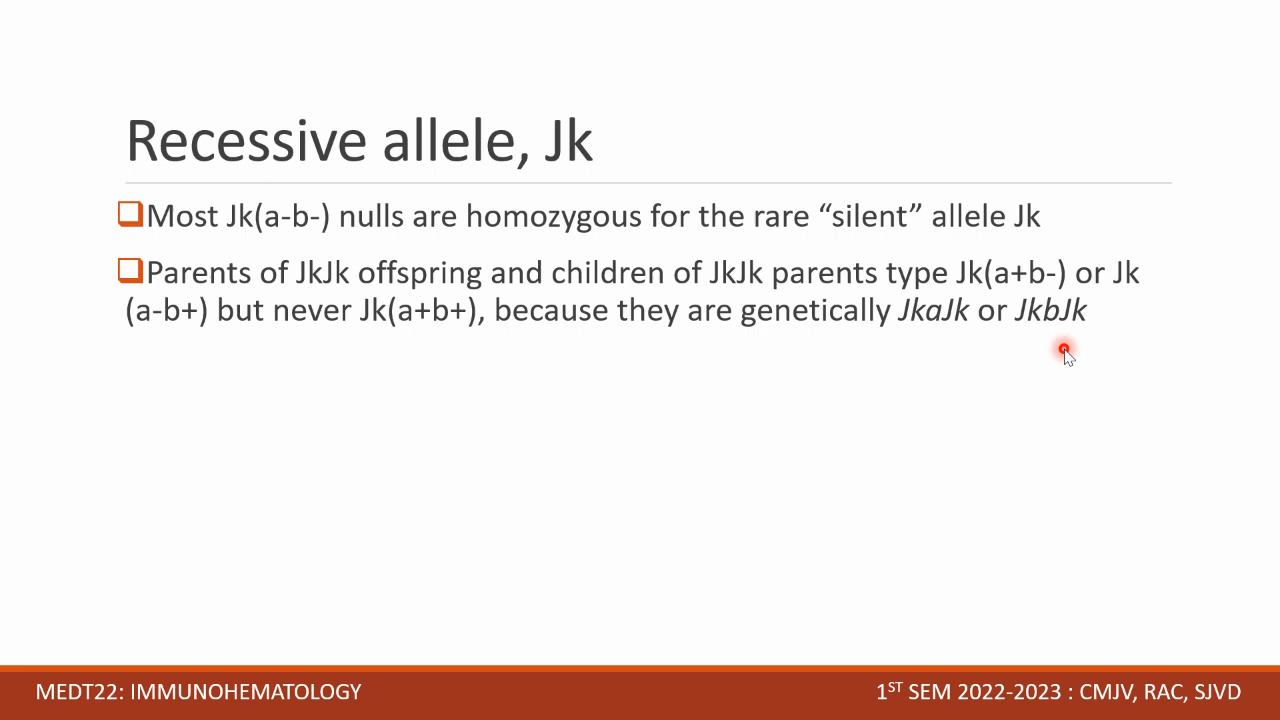 Recessive allele, Jk
❑Most Jk(a-b-) nulls are homozygous for the rare “silent” allele Jk
❑Parents of JkJk offspring and children of JkJk parents type Jk(a+b-) or Jk
(a-b+) but never Jk(a+b+), because they are genetically JkaJk or JkbJk
MEDT22: IMMUNOHEMATOLOGY
1ST SEM 2022-2023 : CMJV, RAC, SJVD